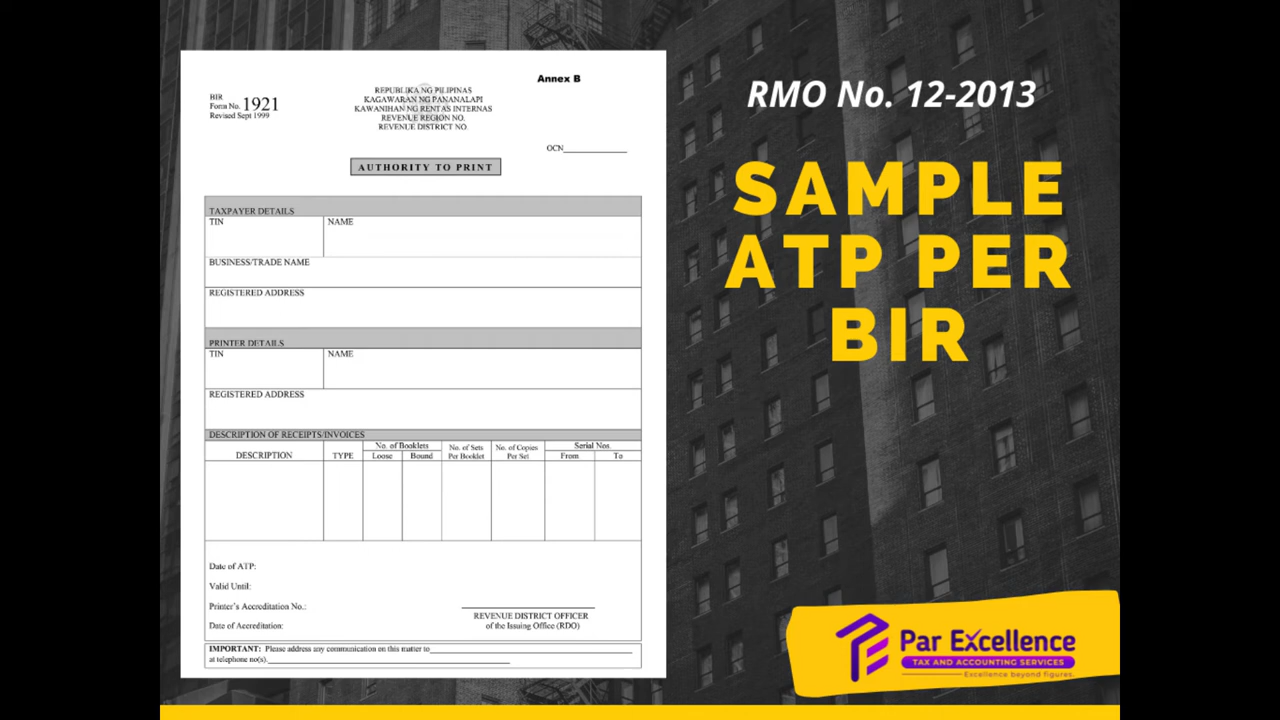 Annex B
BIR
Form No. 1921
Revised Sept 1999
REPUBLIKA NG PILIPINAS
KAGAWARAN NG PANANALAPI
KAWANIHAN NG RENTAS INTERNAS
REVENUE REGION NO.
REVENUE DISTRICT NO.
OCN
AUTHORITY TO PRINT
TAXPAYER DETAILS
TIN NAME
BUSINESS/TRADE NAME
REGISTERED ADDRESS
PRINTER DETAILS
TIN NAME
REGISTERED ADDRESS
DESCRIPTION OF RECEIPTS/INVOICES
DESCRIPTION TYPE No. of Booklets No. of Sets Per Booklet No. of Copies Per Set Serial Nos.
Loose Bound From To
Date of ATP:
Valid Until:
Printer's Accreditation No.:
Date of Accreditation:
REVENUE DISTRICT OFFICER
of the Issuing Office (RDO)
IMPORTANT: Please address any communication on this matter to
at telephone no(s).
RMO No. 12-2013
SAMPLE
ATP PER
BIR
Par Excellence
TAX AND ACCOUNTING SERVICES
Excellence beyond figures.